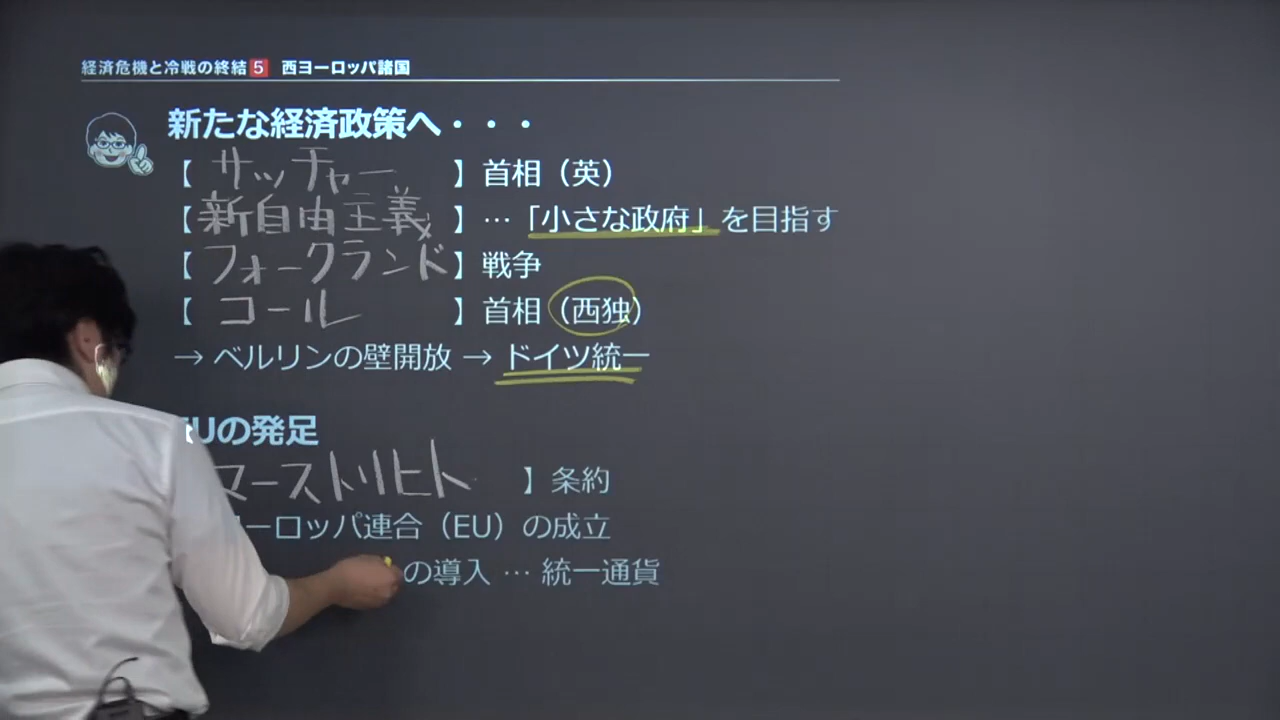 経済危機と冷戦の終結 5 西ヨーロッパ諸国
新たな経済政策へ・・・
【 サッチャー 】首相（英）
【 新自由主義 】…「小さな政府」を目指す
【 フォークランド】戦争
【 コール 】首相（西独）
→ ベルリンの壁開放 → ドイツ統一
Uの発足
マーストリヒト 】条約
ヨーロッパ連合（EU）の成立
の導入 … 統一通貨